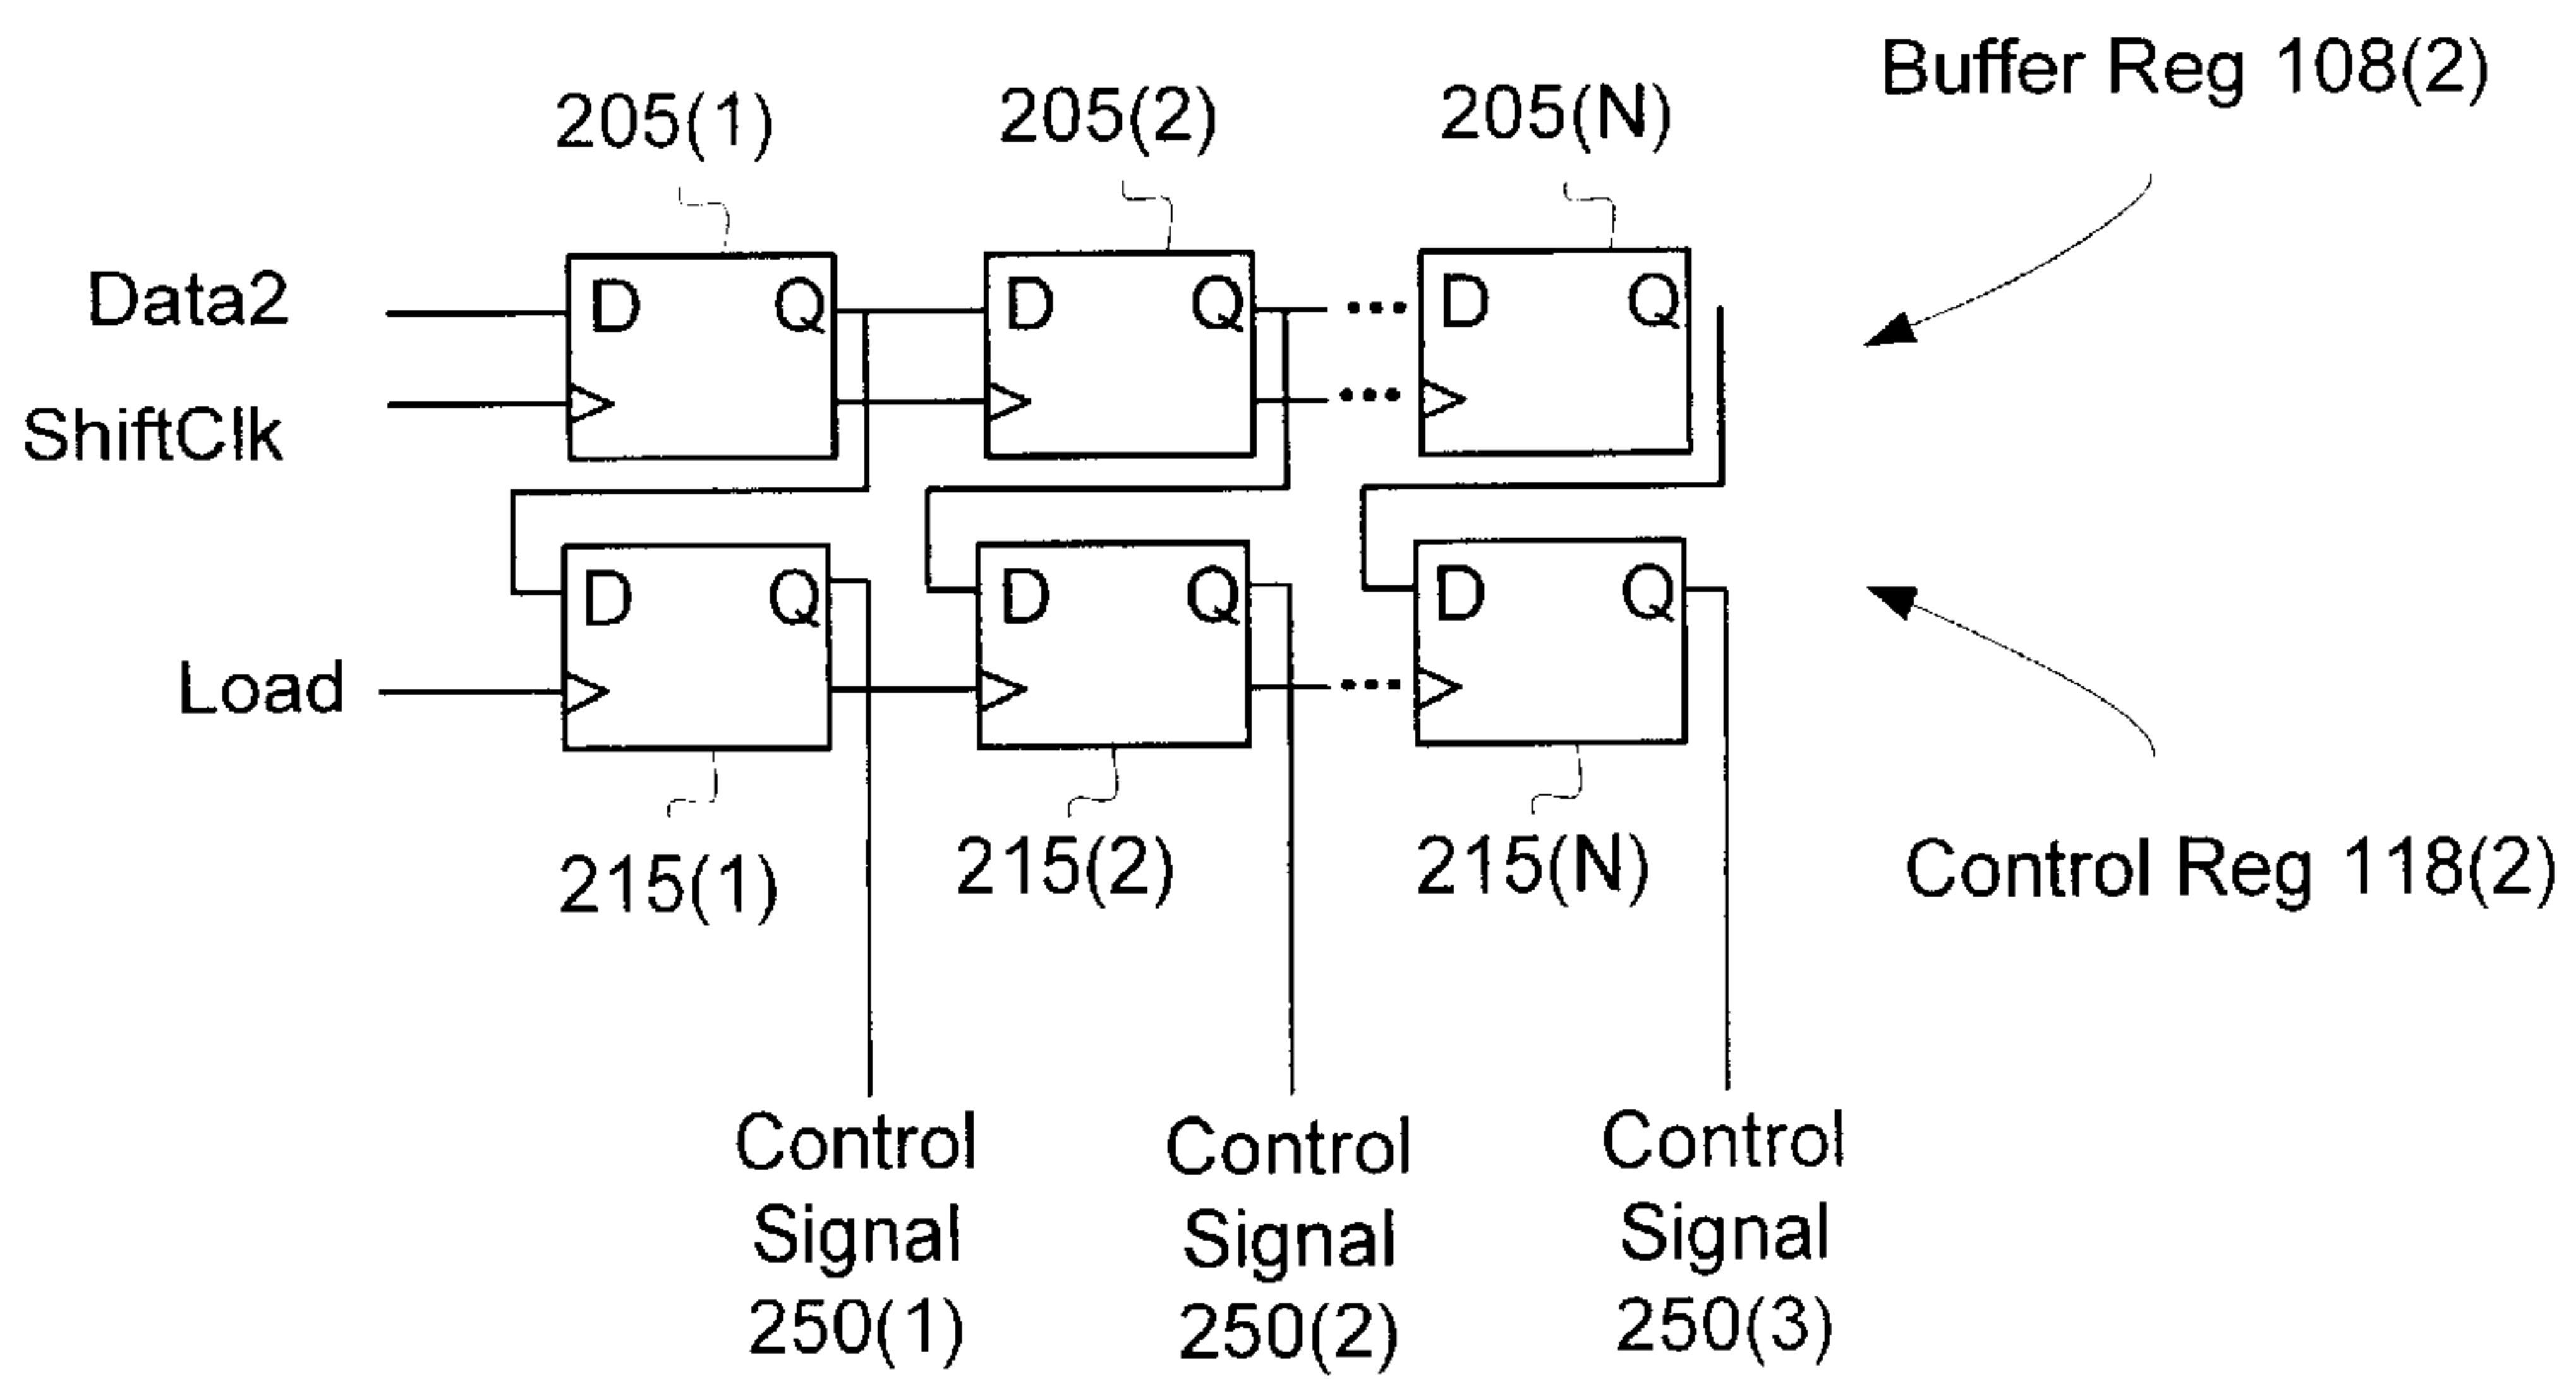 Buffer Reg 108(2)
205(1)
205(2)
205(N)
Data2
D Q
D Q
... D Q
ShiftClk
...
D Q
D Q
D Q
Load
...
215(1)
215(2)
215(N)
Control Reg 118(2)
Control
Signal
250(1)
Control
Signal
250(2)
Control
Signal
250(3)